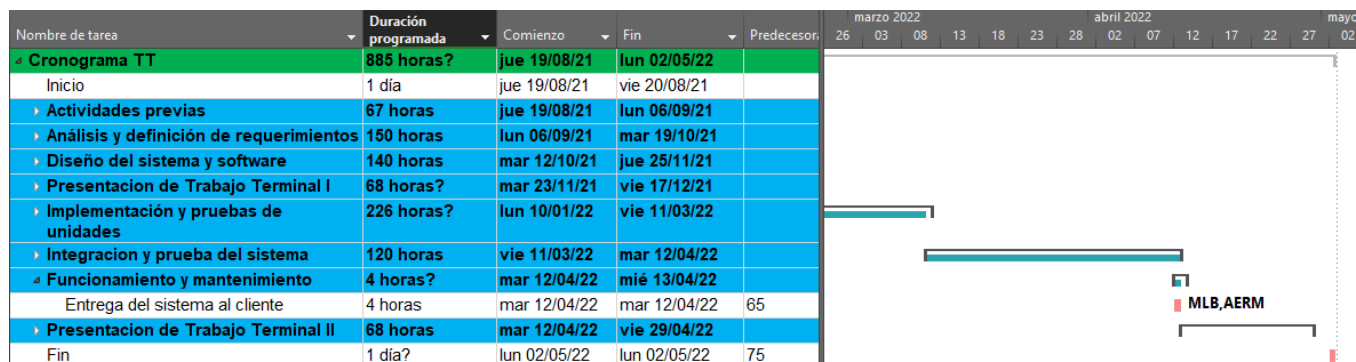 Nombre de tarea Duración programada Comienzo Fin Predecesora
marzo 2022 abril 2022 mayo
26 03 08 13 18 23 28 02 07 12 17 22 27 02
Cronograma TT 885 horas? jue 19/08/21 lun 02/05/22
Inicio 1 día jue 19/08/21 vie 20/08/21
Actividades previas 67 horas jue 19/08/21 lun 06/09/21
Análisis y definición de requerimientos 150 horas lun 06/09/21 mar 19/10/21
Diseño del sistema y software 140 horas mar 12/10/21 jue 25/11/21
Presentacion de Trabajo Terminal I 68 horas? mar 23/11/21 vie 17/12/21
Implementación y pruebas de unidades 226 horas? lun 10/01/22 vie 11/03/22
Integracion y prueba del sistema 120 horas vie 11/03/22 mar 12/04/22
Funcionamiento y mantenimiento 4 horas? mar 12/04/22 mié 13/04/22
Entrega del sistema al cliente 4 horas mar 12/04/22 mar 12/04/22 65 MLB,AERM
Presentacion de Trabajo Terminal II 68 horas mar 12/04/22 vie 29/04/22
Fin 1 día? lun 02/05/22 lun 02/05/22 75